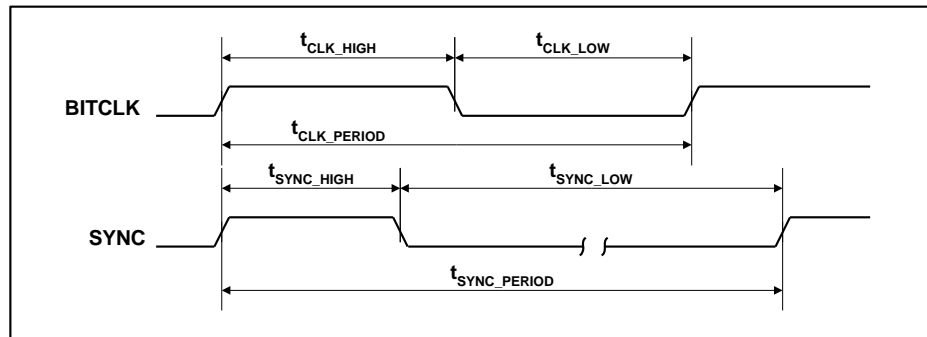 tCLK_HIGH tCLK_LOW
BITCLK
tCLK_PERIOD
tSYNC_HIGH tSYNC_LOW
SYNC
tSYNC_PERIOD